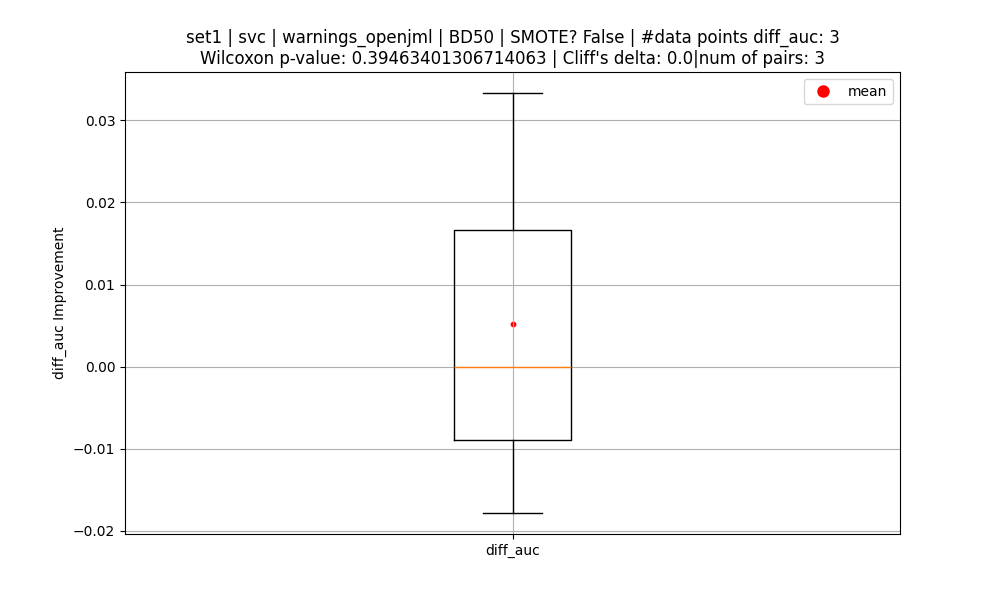 set1 | svc | warnings_openjml | BD50 | SMOTE? False | #data points diff_auc: 3
Wilcoxon p-value: 0.39463401306714063 | Cliff's delta: 0.0|num of pairs: 3
mean
0.03
0.02
0.01
0.00
−0.01
−0.02
diff_auc Improvement
diff_auc